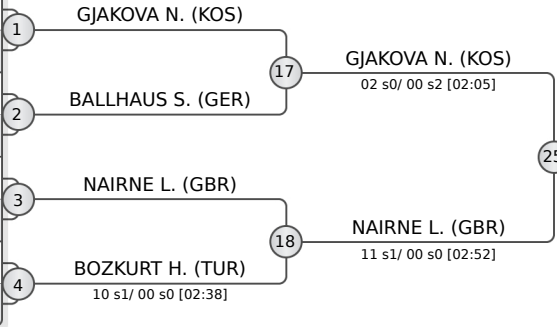 1
GJAKOVA N. (KOS)
17
GJAKOVA N. (KOS)
02 s0/ 00 s2 [02:05]
2
BALLHAUS S. (GER)
25
3
NAIRNE L. (GBR)
18
NAIRNE L. (GBR)
11 s1/ 00 s0 [02:52]
4
BOZKURT H. (TUR)
10 s1/ 00 s0 [02:38]